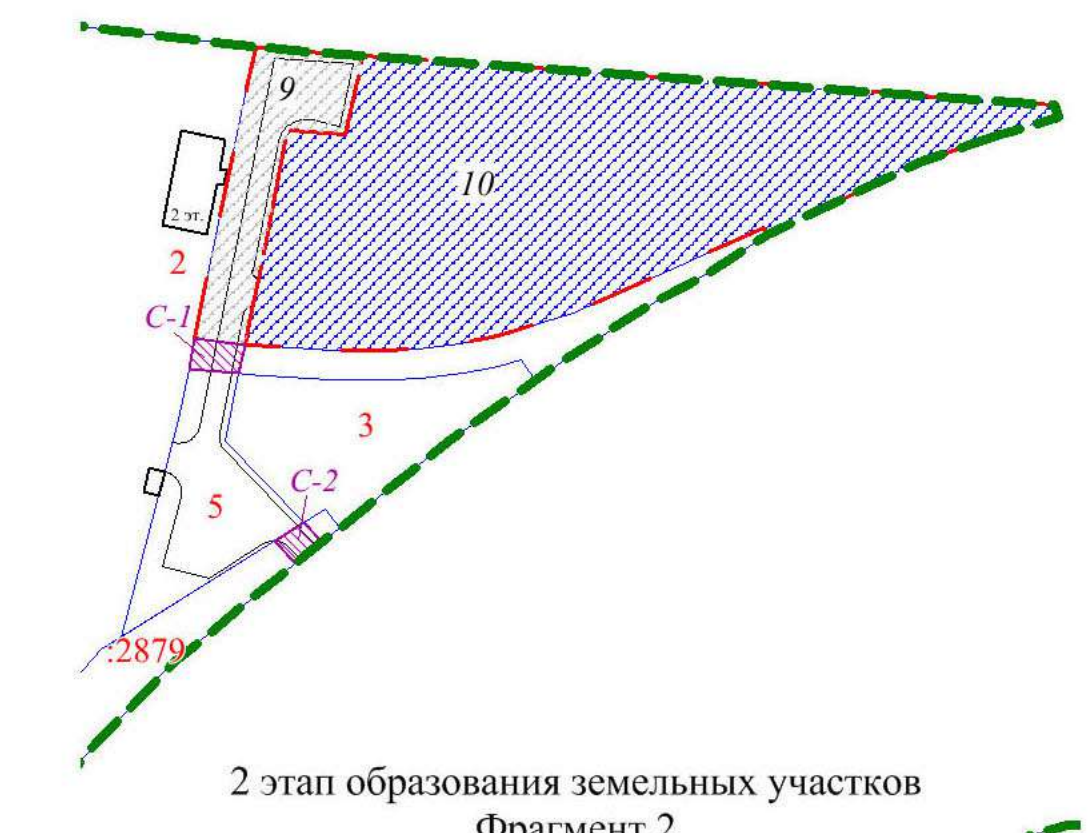 9
10
2 эт.
2
С-1
3
С-2
5
:2879
2 этап образования земельных участков
Фрагмент 2